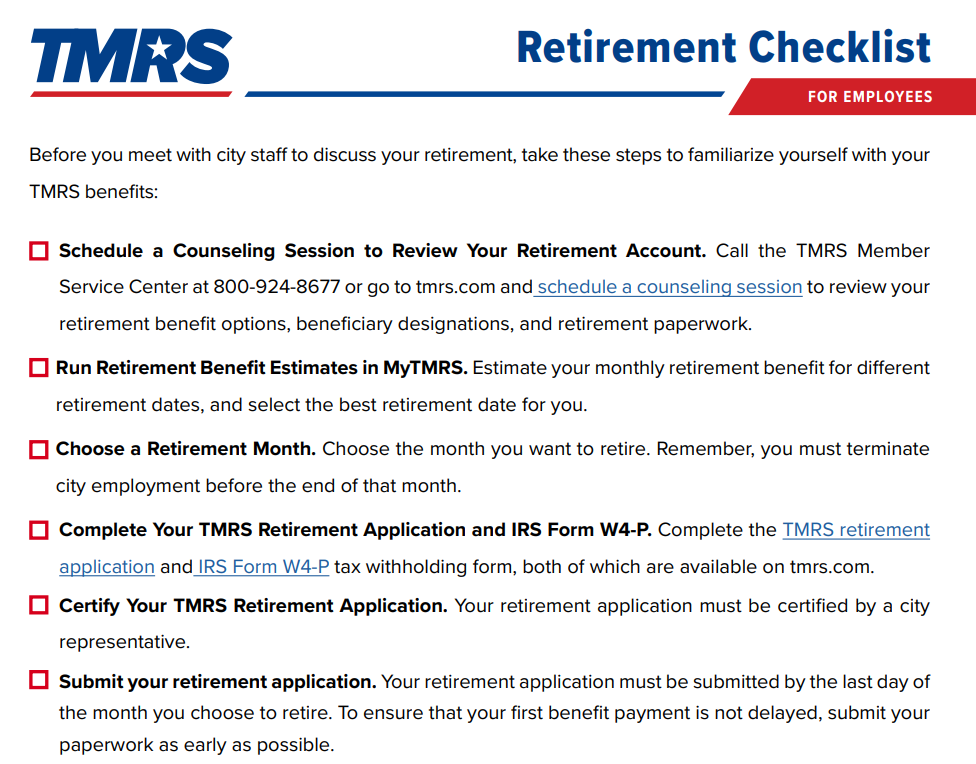 TMRS
Retirement Checklist
FOR EMPLOYEES
Before you meet with city staff to discuss your retirement, take these steps to familiarize yourself with your
TMRS benefits:
Schedule a Counseling Session to Review Your Retirement Account. Call the TMRS Member
Service Center at 800-924-8677 or go to tmrs.com and schedule a counseling session to review your
retirement benefit options, beneficiary designations, and retirement paperwork.
Run Retirement Benefit Estimates in MyTMRS. Estimate your monthly retirement benefit for different
retirement dates, and select the best retirement date for you.
Choose a Retirement Month. Choose the month you want to retire. Remember, you must terminate
city employment before the end of that month.
Complete Your TMRS Retirement Application and IRS Form W4-P. Complete the TMRS retirement
application and IRS Form W4-P tax withholding form, both of which are available on tmrs.com.
Certify Your TMRS Retirement Application. Your retirement application must be certified by a city
representative.
Submit your retirement application. Your retirement application must be submitted by the last day of
the month you choose to retire. To ensure that your first benefit payment is not delayed, submit your
paperwork as early as possible.